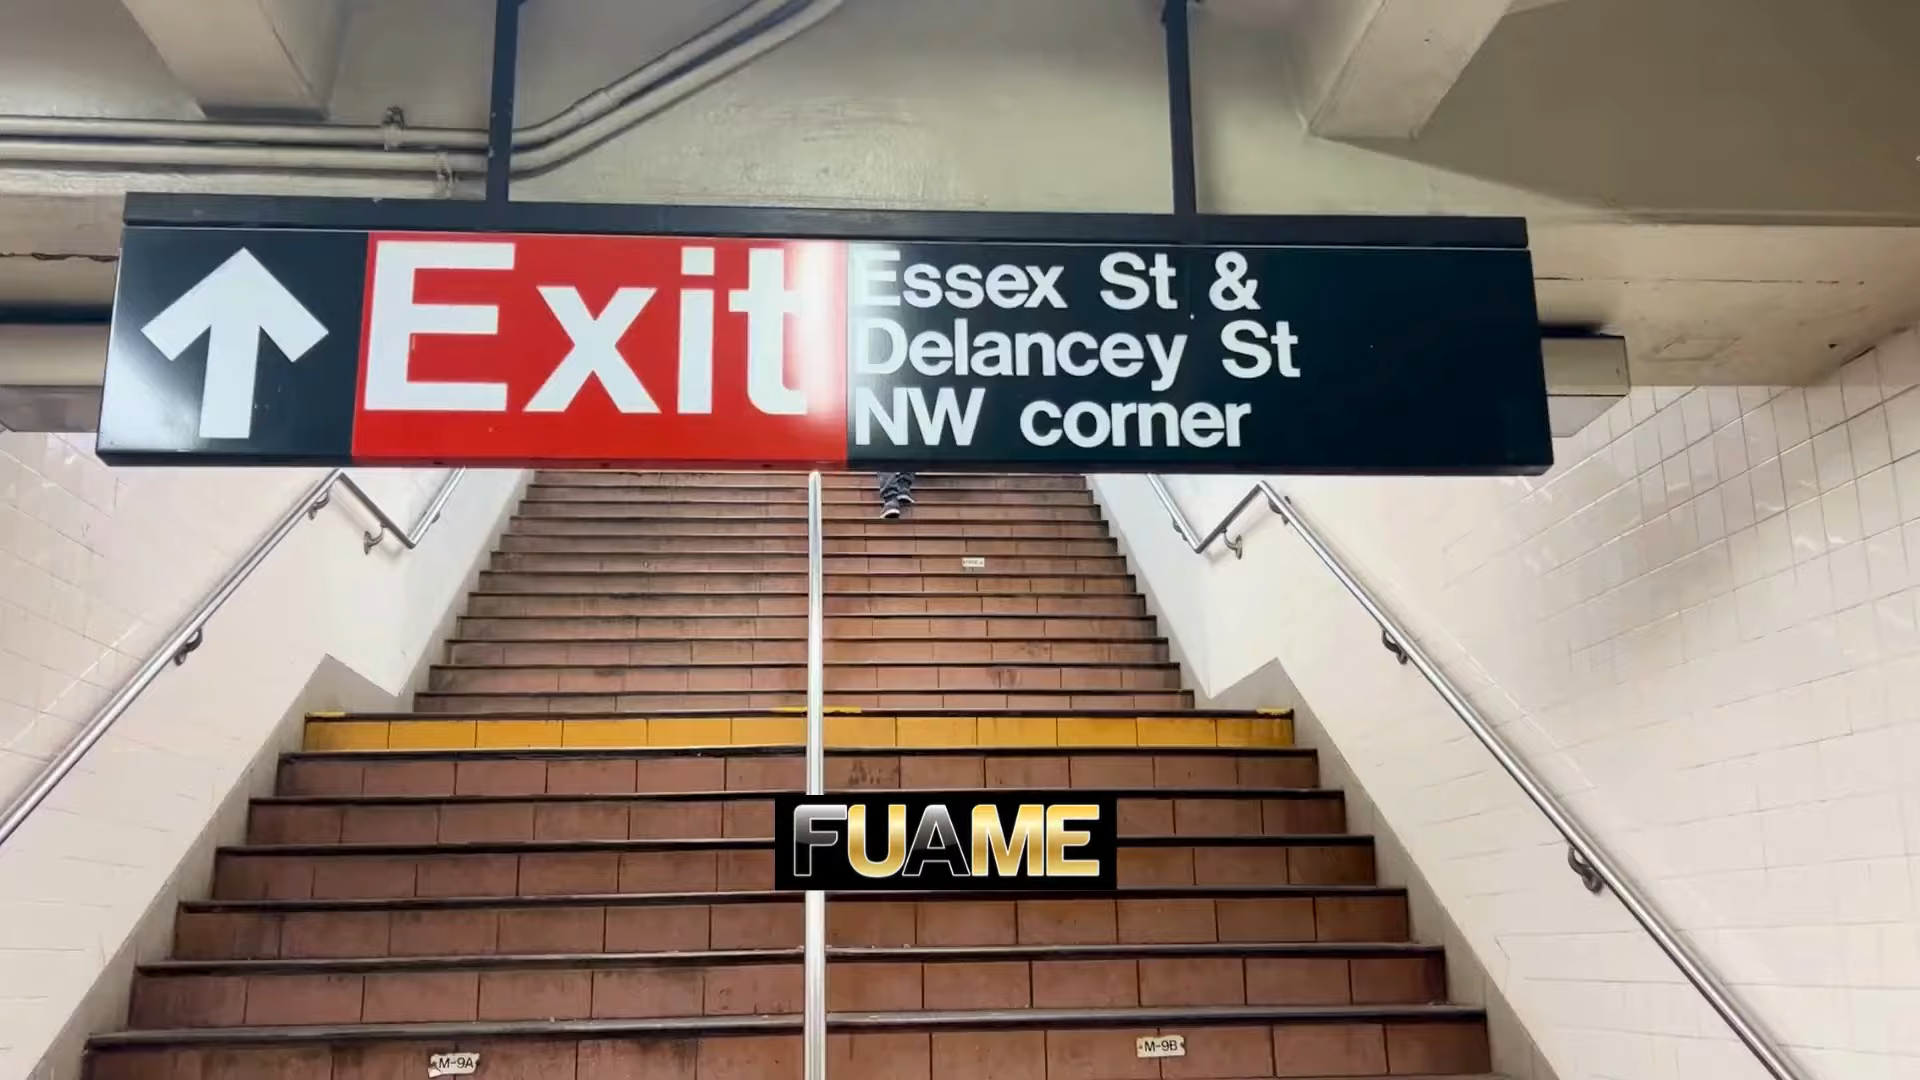 Exit
Essex St &
Delancey St
NW corner
FUAME
M-9A
M-9B